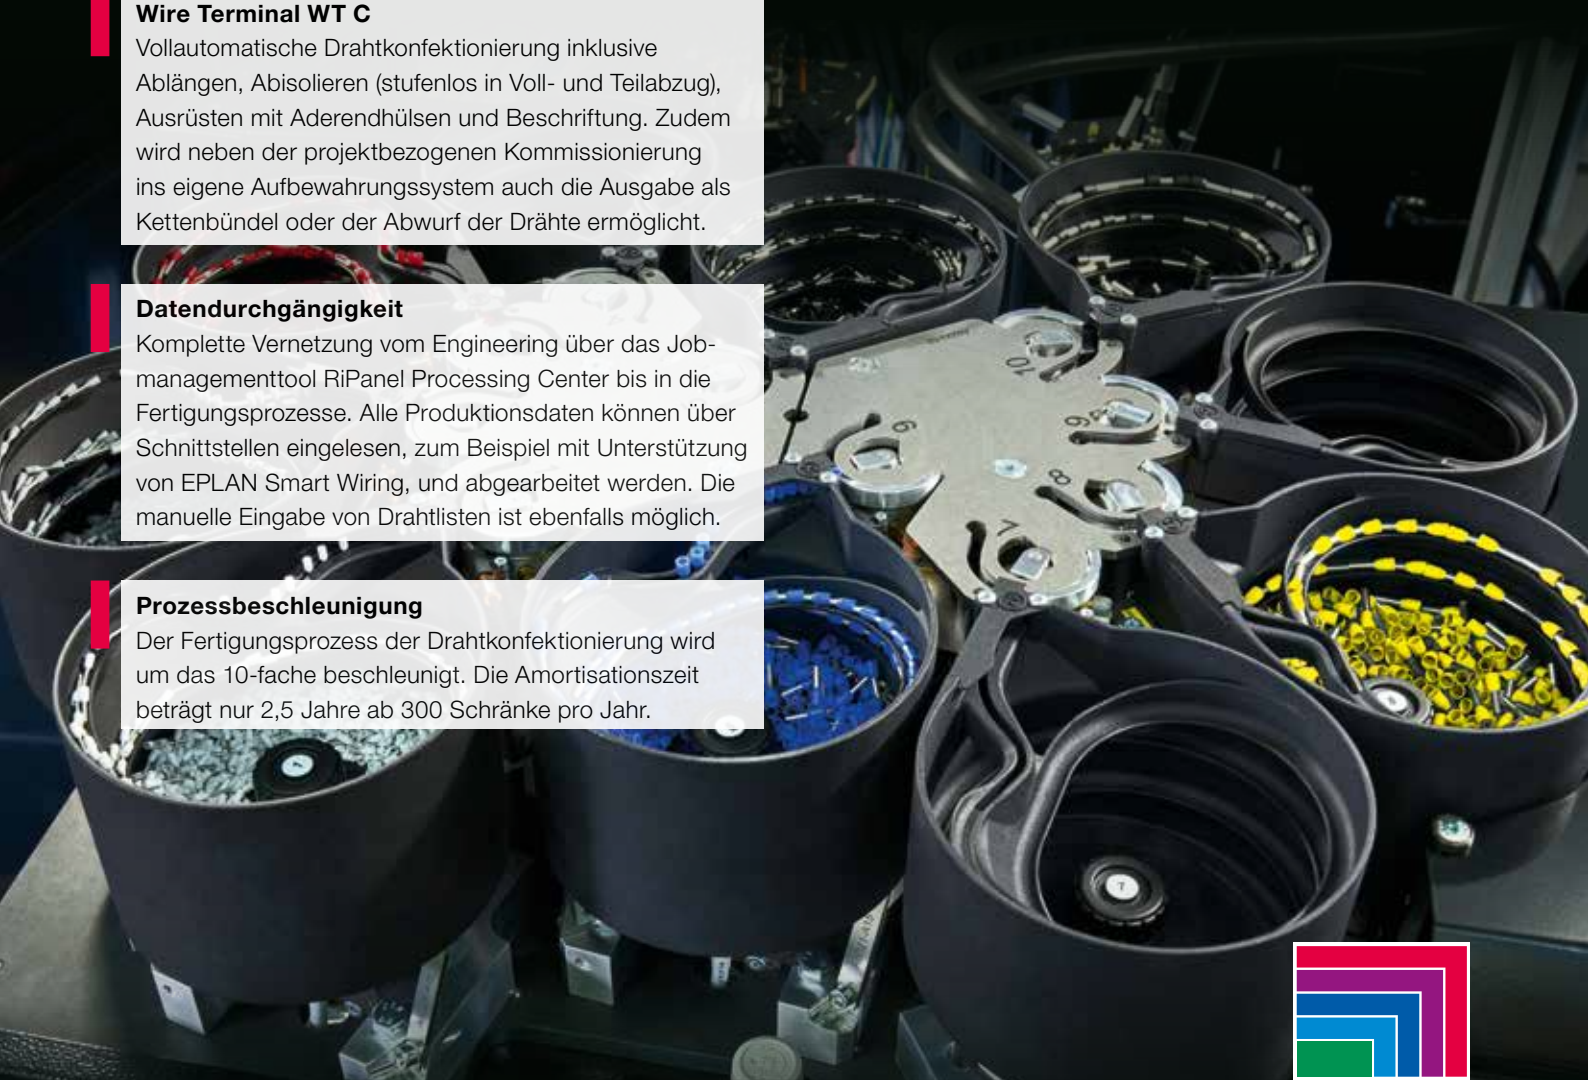 Wire Terminal WT C
Vollautomatische Drahtkonfektionierung inklusive
Ablängen, Abisolieren (stufenlos in Voll- und Teilabzug),
Ausrüsten mit Aderendhülsen und Beschriftung. Zudem
wird neben der projektbezogenen Kommissionierung
ins eigene Aufbewahrungssystem auch die Ausgabe als
Kettenbündel oder der Abwurf der Drähte ermöglicht.
Datendurchgängigkeit
Komplette Vernetzung vom Engineering über das Job-
managementtool RiPanel Processing Center bis in die
Fertigungsprozesse. Alle Produktionsdaten können über
Schnittstellen eingelesen, zum Beispiel mit Unterstützung
von EPLAN Smart Wiring, und abgearbeitet werden. Die
manuelle Eingabe von Drahtlisten ist ebenfalls möglich.
Prozessbeschleunigung
Der Fertigungsprozess der Drahtkonfektionierung wird
um das 10-fache beschleunigt. Die Amortisationszeit
beträgt nur 2,5 Jahre ab 300 Schränke pro Jahr.
10
9
8
7
7